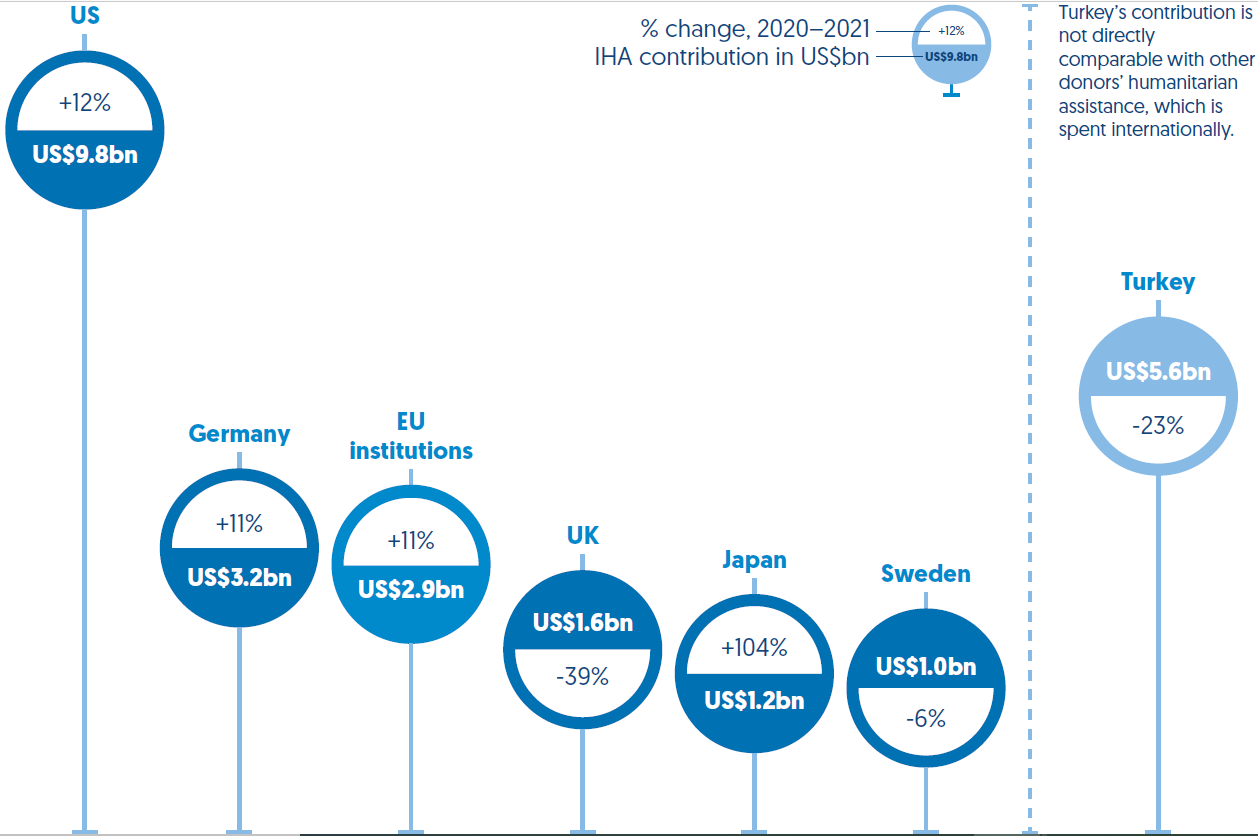 US
+12%
US$9.8bn
% change, 2020–2021
IHA contribution in US$bn
+12%
US$9.8bn
Turkey’s contribution is
not directly
comparable with other
donors’ humanitarian
assistance, which is
spent internationally.
Germany
+11%
US$3.2bn
EU
institutions
+11%
US$2.9bn
UK
US$1.6bn
-39%
Japan
+104%
US$1.2bn
Sweden
US$1.0bn
-6%
Turkey
US$5.6bn
-23%